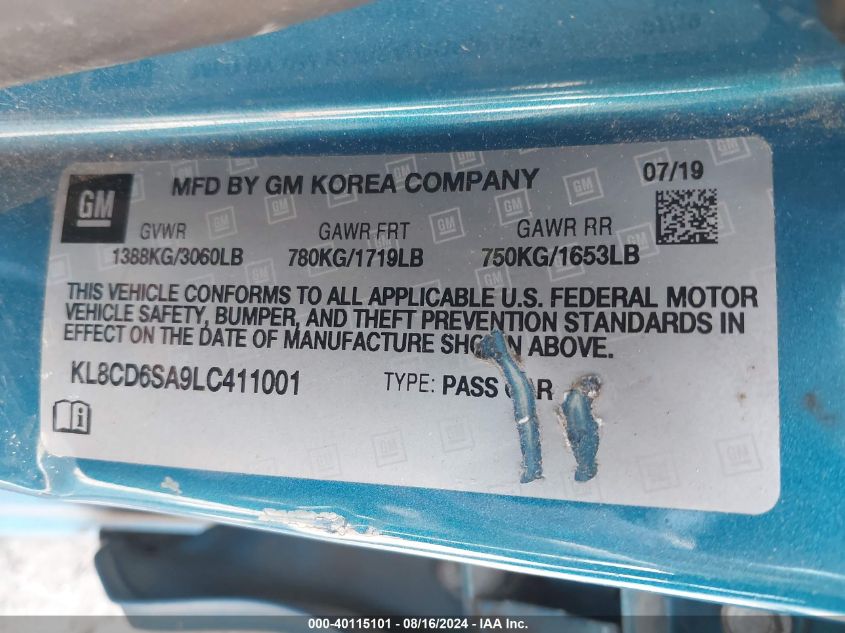 GM
MFD BY GM KOREA COMPANY
07/19
GVWR
GAWR FRT
GAWR RR
1388KG/3060LB
780KG/1719LB
750KG/1653LB
THIS VEHICLE CONFORMS TO ALL APPLICABLE U.S. FEDERAL MOTOR
VEHICLE SAFETY, BUMPER, AND THEFT PREVENTION STANDARDS IN
EFFECT ON THE DATE OF MANUFACTURE SHOWN ABOVE.
KL8CD6SA9LC411001
TYPE: PASS CAR
000-40115101 - 08/16/2024 - IAA Inc.